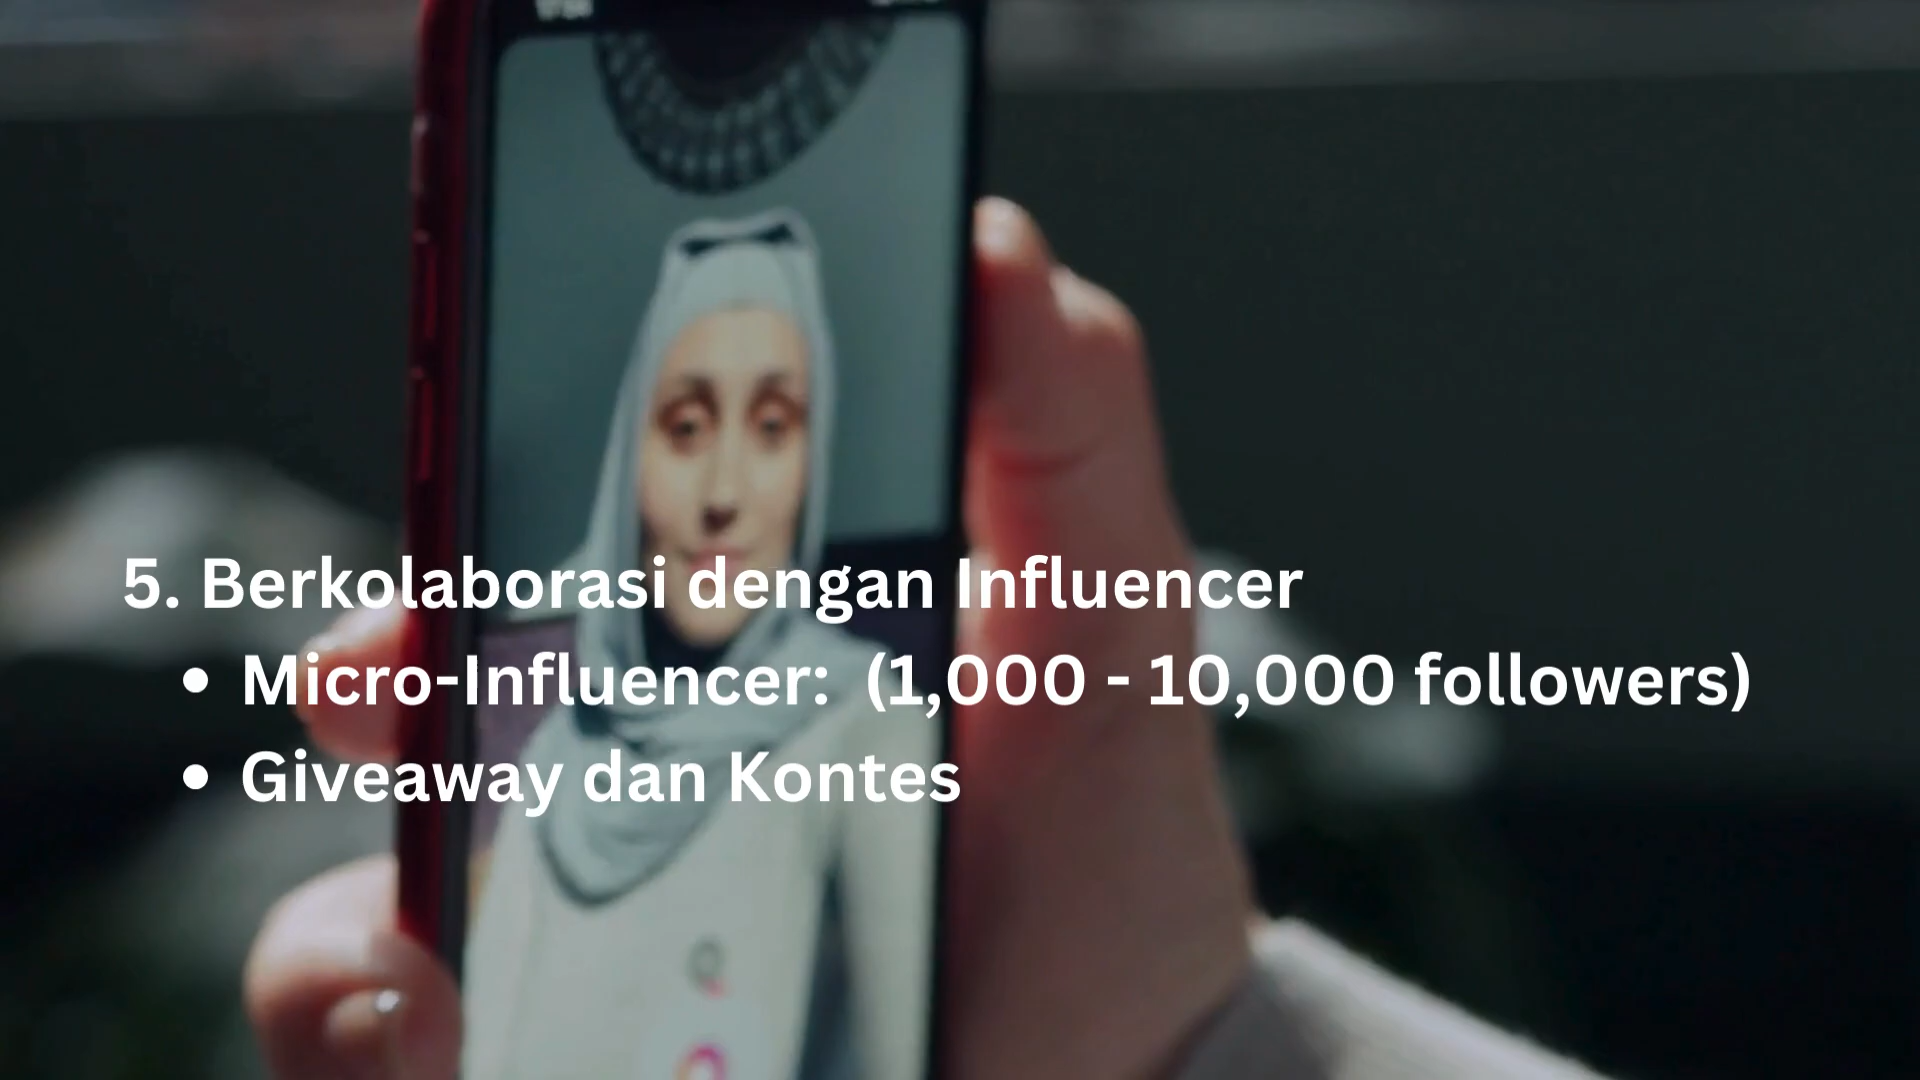 5. Berkolaborasi dengan Influencer
• Micro-Influencer: (1,000 - 10,000 followers)
• Giveaway dan Kontes